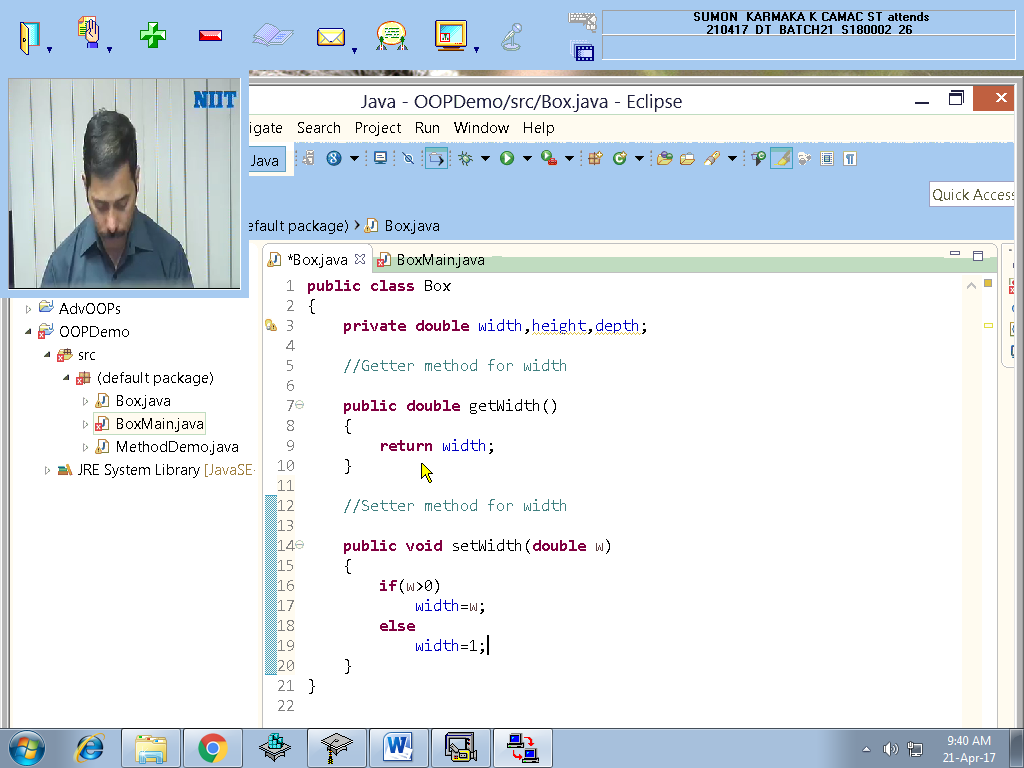 SUMON KARMAKA K CAMAC ST attends
210417 DT BATCH21 S180002 26
NIIT
Java - OOPDemo/src/Box.java - Eclipse
igate Search Project Run Window Help
Java
Quick Access
efault package) Box.java
*Box.java BoxMain.java
AdvOOPs
OOPDemo
src
(default package)
Box.java
BoxMain.java
MethodDemo.java
JRE System Library [JavaSE-
1 public class Box
2 {
3 private double width,height,depth;
4
5 //Getter method for width
6
7 public double getWidth()
8 {
9 return width;
10 }
11
12 //Setter method for width
13
14 public void setWidth(double w)
15 {
16 if(w>0)
17 width=w;
18 else
19 width=1;
20 }
21 }
22
9:40 AM
21-Apr-17